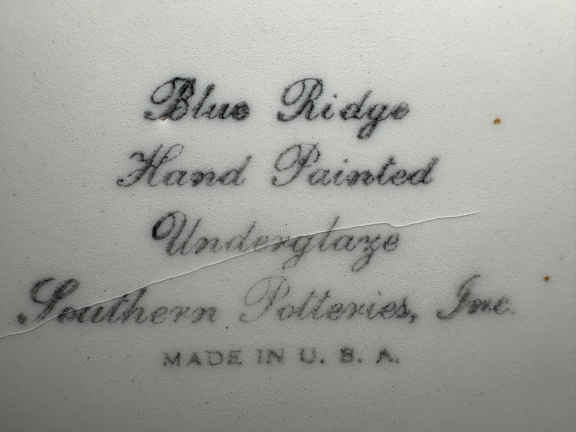 Blue Ridge
Hand Painted
Underglaze
Southern Potteries, Inc.
MADE IN U. S. A.